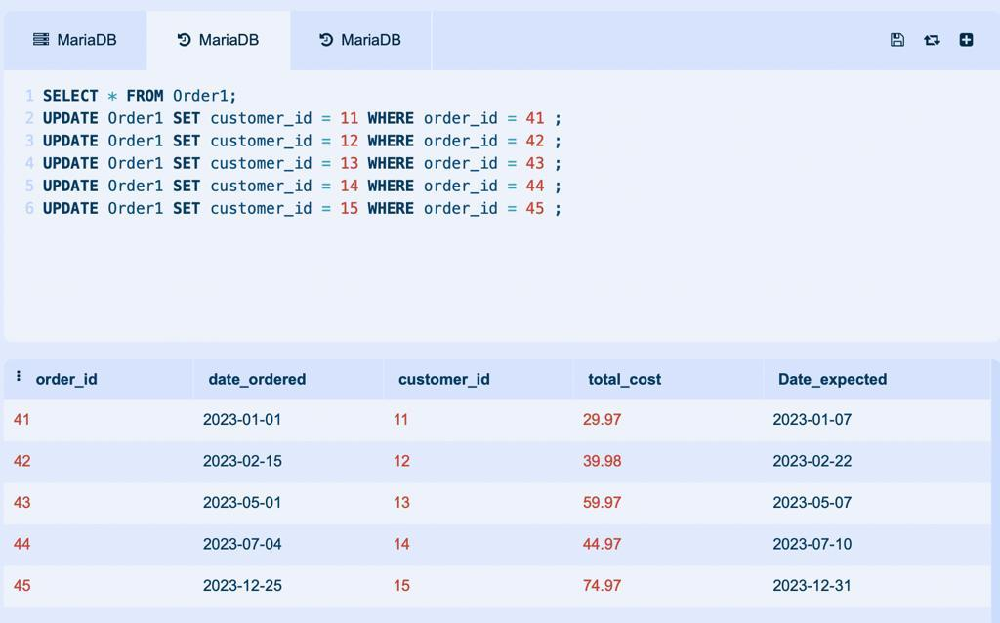 MariaDB MariaDB MariaDB
1 SELECT * FROM Order1;
2 UPDATE Order1 SET customer_id = 11 WHERE order_id = 41 ;
3 UPDATE Order1 SET customer_id = 12 WHERE order_id = 42 ;
4 UPDATE Order1 SET customer_id = 13 WHERE order_id = 43 ;
5 UPDATE Order1 SET customer_id = 14 WHERE order_id = 44 ;
6 UPDATE Order1 SET customer_id = 15 WHERE order_id = 45 ;
order_id date_ordered customer_id total_cost Date_expected
41 2023-01-01 11 29.97 2023-01-07
42 2023-02-15 12 39.98 2023-02-22
43 2023-05-01 13 59.97 2023-05-07
44 2023-07-04 14 44.97 2023-07-10
45 2023-12-25 15 74.97 2023-12-31